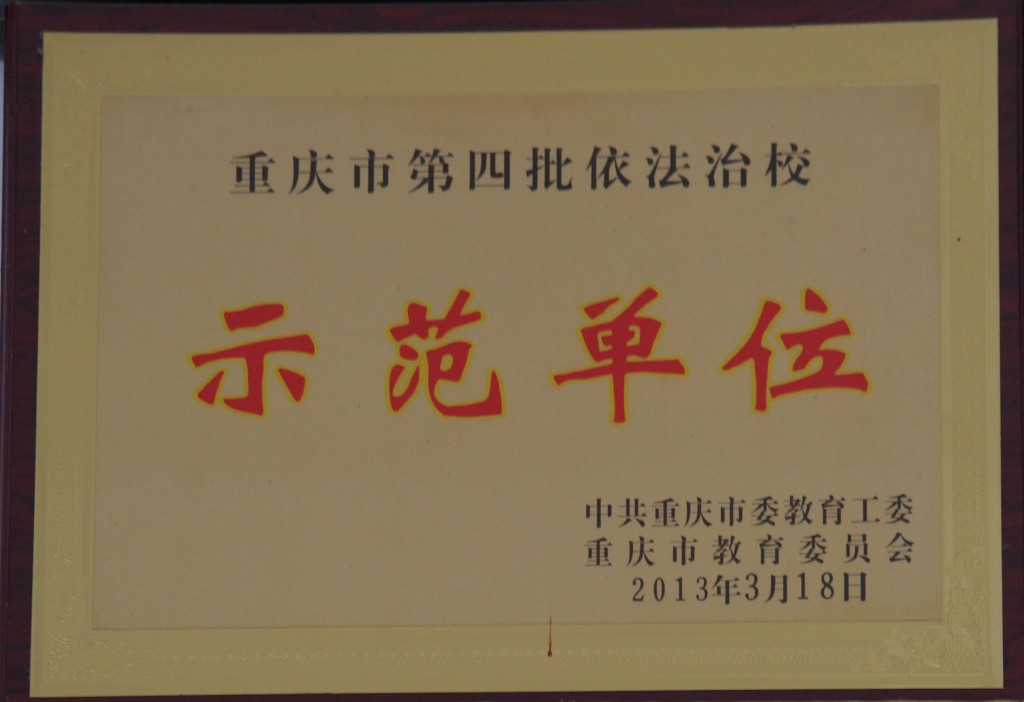 重庆市第四批依法治校
示范单位
中共重庆市委教育工委
重庆市教育委员会
2013年3月18日